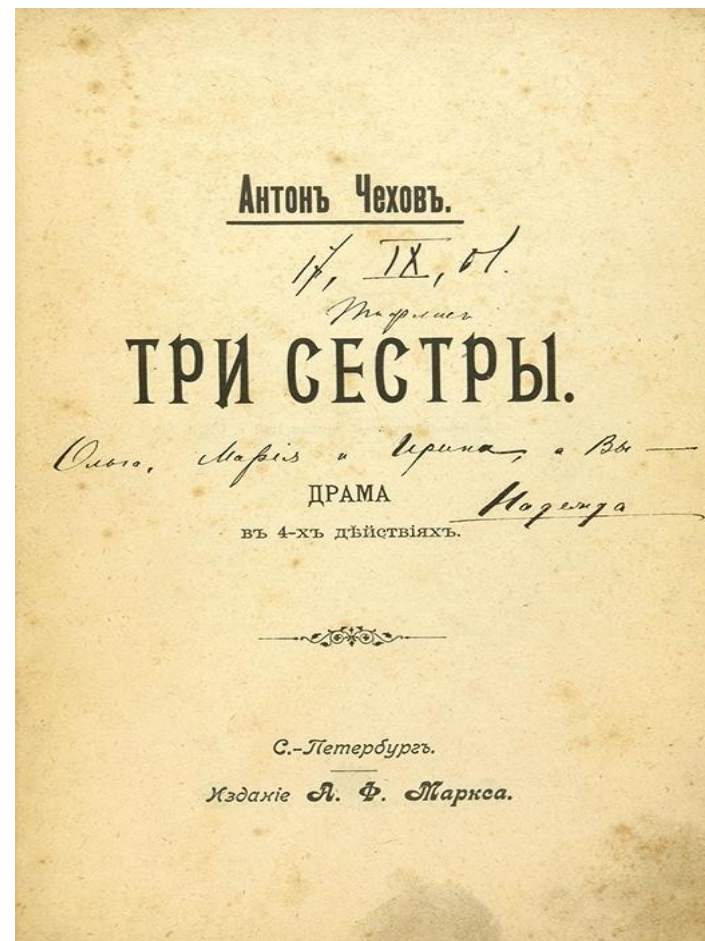 Антонъ Чеховъ.
17, IX, 01.
Тифлисъ
ТРИ СЕСТРЫ.
Ольга, Марія и Ирина, а Вы —
Надежда
ДРАМА
въ 4-хъ дѣйствіяхъ.
С.-Петербургъ.
Изданіе А. Ф. Маркса.